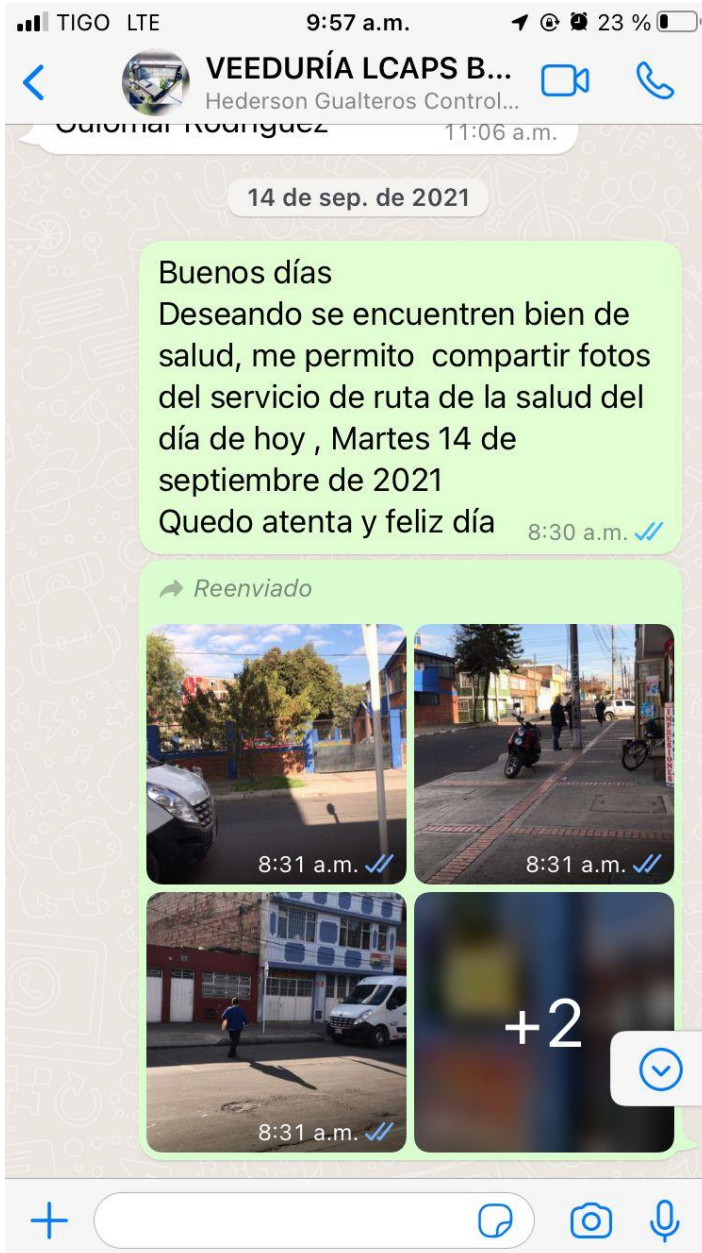 TIGO LTE 9:57 a.m. 23 %
VEEDURÍA LCAPS B...
Hederson Gualteros Control...
Rodríguez 11:06 a.m.
14 de sep. de 2021
Buenos días
Deseando se encuentren bien de
salud, me permito compartir fotos
del servicio de ruta de la salud del
día de hoy , Martes 14 de
septiembre de 2021
Quedo atenta y feliz día 8:30 a.m.
Reenviado
IMPRESIONES
8:31 a.m.
8:31 a.m.
+2
8:31 a.m.